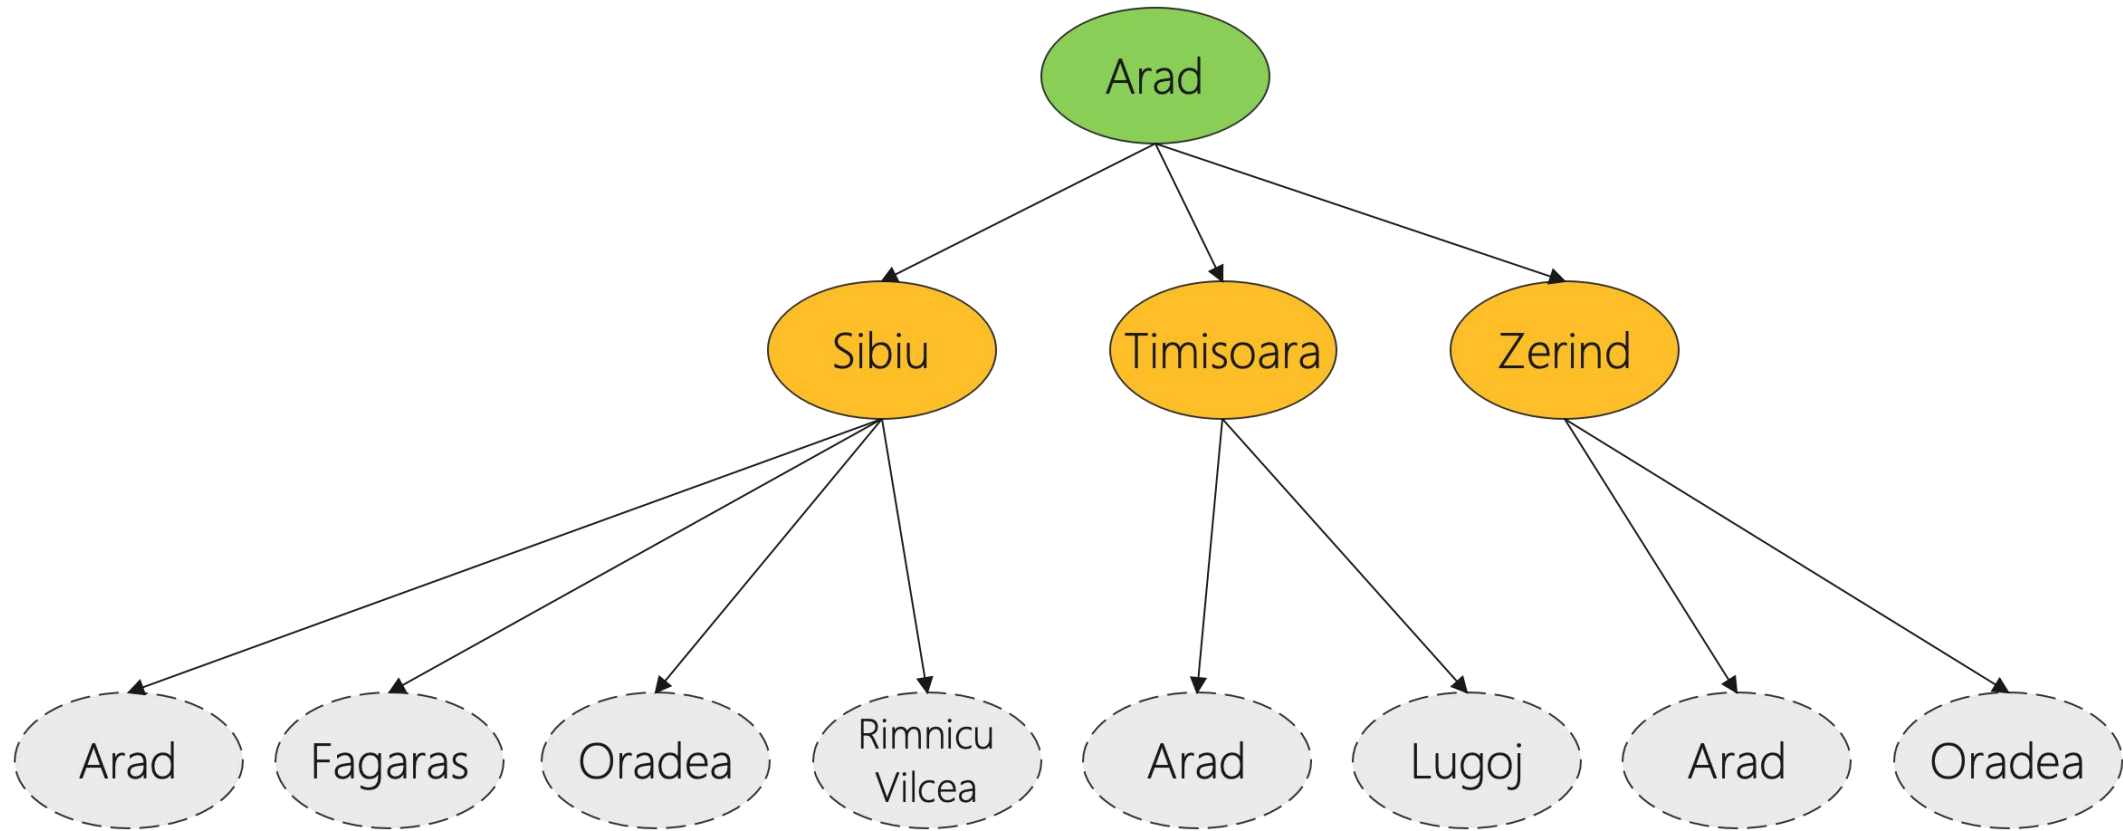 Arad
Sibiu
Timisoara
Zerind
Arad
Fagaras
Oradea
Rimnicu
Vilcea
Arad
Lugoj
Arad
Oradea